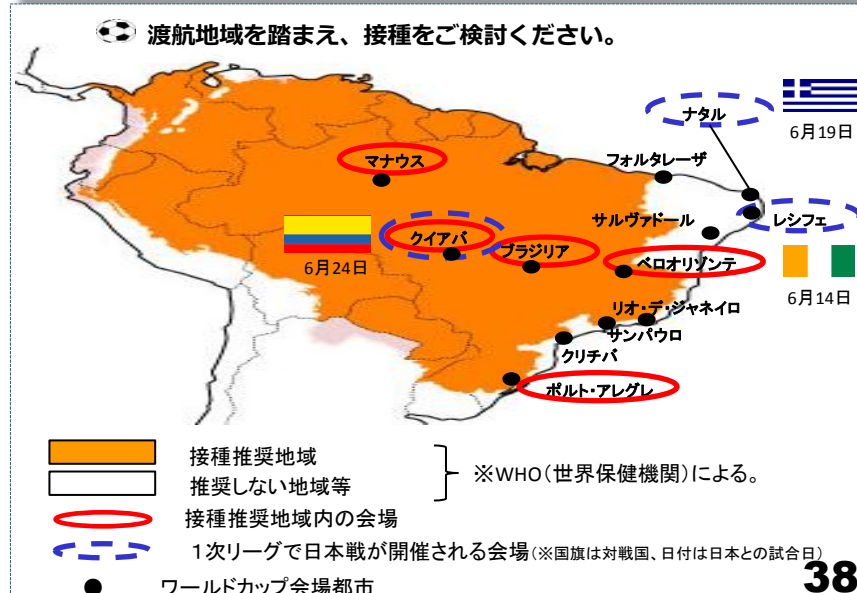 渡航地域を踏まえ、接種をご検討ください。
ナタル
6月19日
フォルタレーザ
マナウス
サルヴァドール
レシフェ
クイアバ
ブラジリア
ベロオリゾンテ
6月24日
6月14日
リオ・デ・ジャネイロ
サンパウロ
クリチバ
ポルト・アレグレ
接種推奨地域
推奨しない地域等
※WHO(世界保健機関)による。
接種推奨地域内の会場
1次リーグで日本戦が開催される会場(※国旗は対戦国、日付は日本との試合日)
ワールドカップ会場都市
38